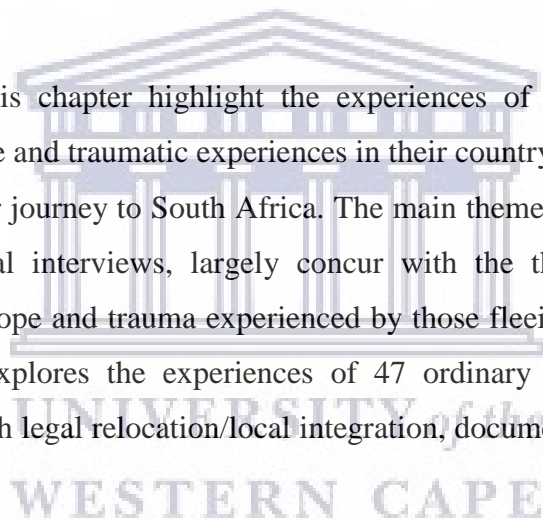 is chapter highlight the experiences of
e and traumatic experiences in their country
r journey to South Africa. The main theme
al interviews, largely concur with the th
ope and trauma experienced by those fleei
xplores the experiences of 47 ordinary
UNIVERSITY of the
h legal relocation/local integration, docume
WESTERN CAPE